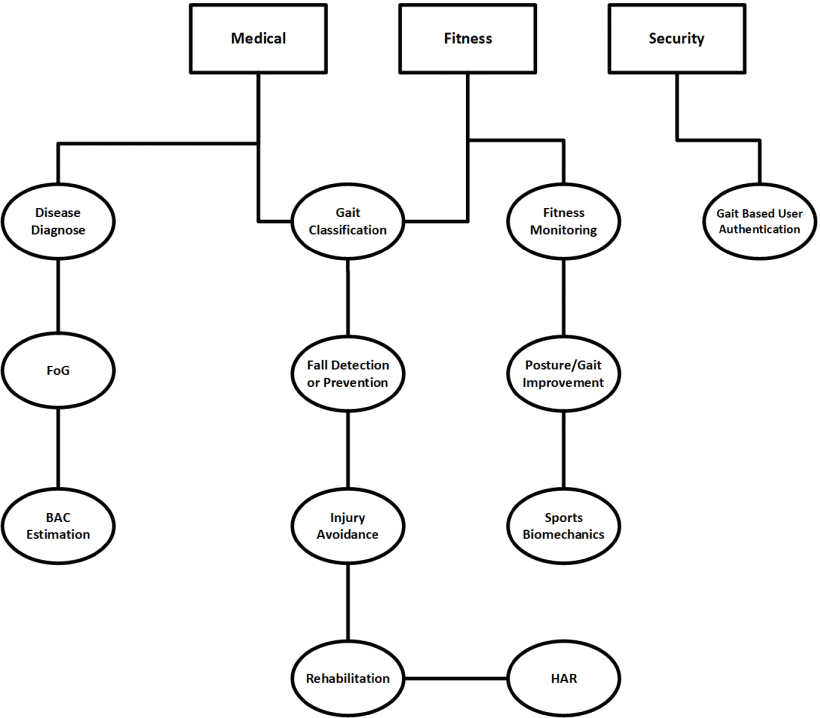 Medical
Fitness
Security
Disease
Diagnose
Gait
Classification
Fitness
Monitoring
Gait Based User
Authentication
FoG
Fall Detection
or Prevention
Posture/Gait
Improvement
BAC
Estimation
Injury
Avoidance
Sports
Biomechanics
Rehabilitation
HAR